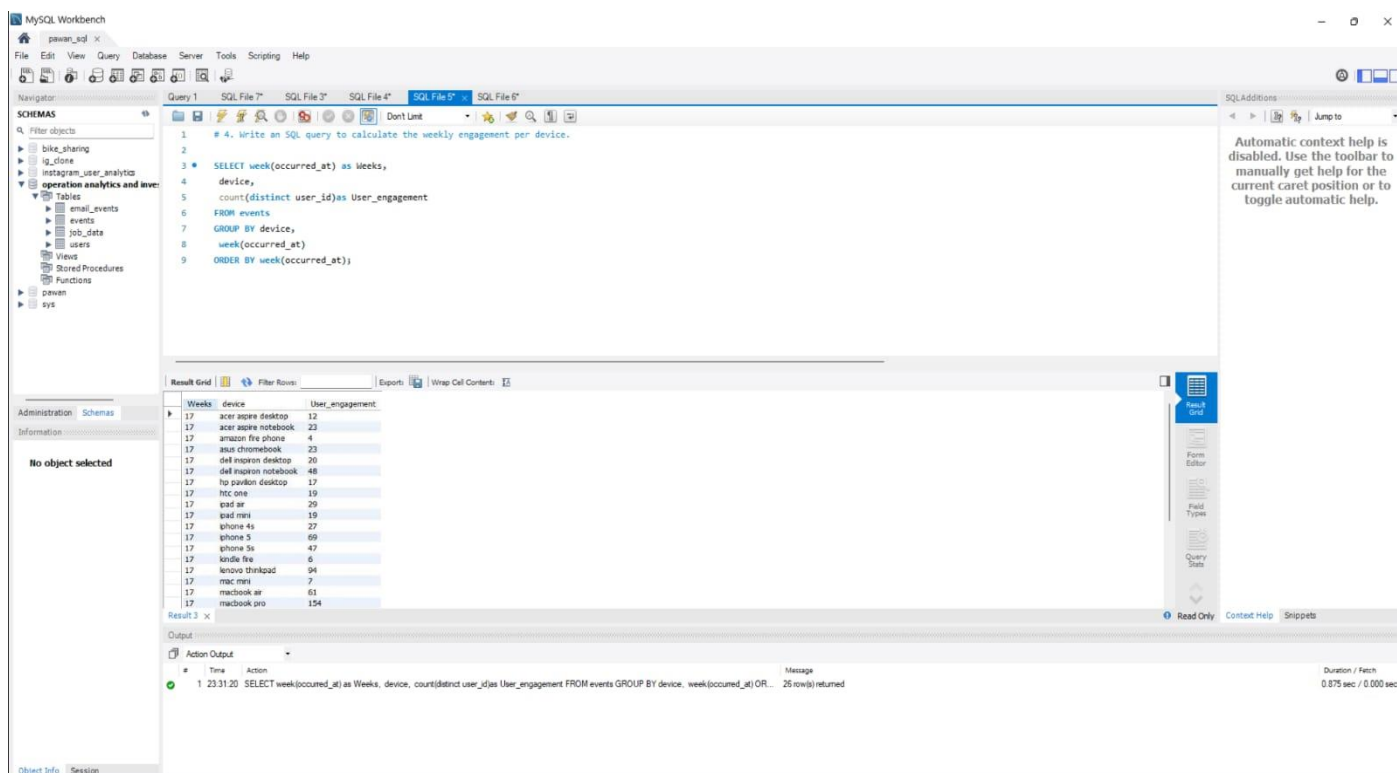 MySQL Workbench
pawan_sql
File Edit View Query Database Server Tools Scripting Help
Navigator
SCHEMAS
Filter objects
bike_sharing
ig_clone
instagram_user_analytics
operation analytics and inve
Tables
email_events
events
job_data
users
Views
Stored Procedures
Functions
pawan
sys
Administration Schemas
Information
No object selected
Object Info Session
Query 1 SQL File 7* SQL File 3* SQL File 4* SQL File 5* SQL File 6*
Don't Limit
1 # 4. Write an SQL query to calculate the weekly engagement per device.
2
3 SELECT week(occurred_at) as Weeks,
4 device,
5 count(distinct user_id)as User_engagement
6 FROM events
7 GROUP BY device,
8 week(occurred_at)
9 ORDER BY week(occurred_at);
Result Grid Filter Rows: Export: Wrap Cell Content:
Weeks device User_engagement
17 acer aspire desktop 12
17 acer aspire notebook 23
17 amazon fire phone 4
17 asus chromebook 23
17 dell inspiron desktop 20
17 dell inspiron notebook 48
17 hp pavilion desktop 17
17 htc one 19
17 ipad air 29
17 ipad mini 19
17 iphone 4s 27
17 iphone 5 69
17 iphone 5s 47
17 kindle fire 6
17 lenovo thinkpad 94
17 mac mini 7
17 macbook air 61
17 macbook pro 154
Result 3
Read Only
Result Grid
Form Editor
Field Types
Query Stats
Output
Action Output
# Time Action Message Duration / Fetch
1 23:31:20 SELECT week(occurred_at) as Weeks, device, count(distinct user_id)as User_engagement FROM events GROUP BY device, week(occurred_at) OR... 26 row(s) returned 0.875 sec / 0.000 sec
SQLAdditions
Jump to
Automatic context help is
disabled. Use the toolbar to
manually get help for the
current caret position or to
toggle automatic help.
Context Help Snippets